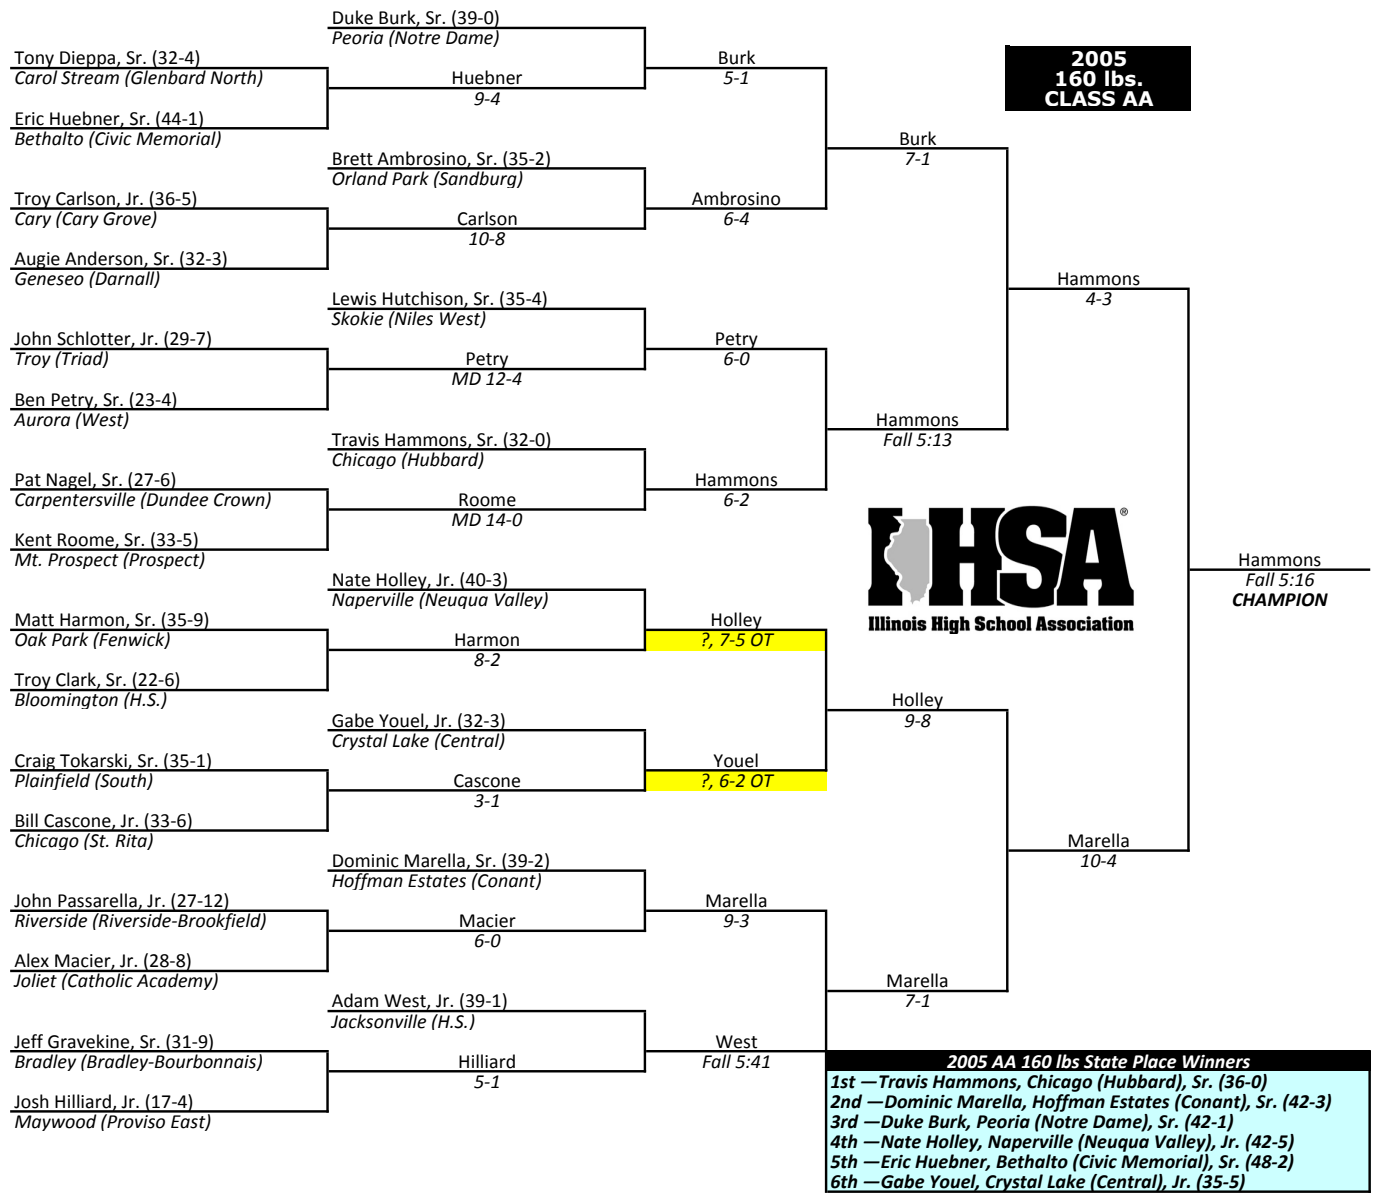 2005
160 lbs.
CLASS AA
Tony Dieppa, Sr. (32-4)
Carol Stream (Glenbard North)
Eric Huebner, Sr. (44-1)
Bethalto (Civic Memorial)
Troy Carlson, Jr. (36-5)
Cary (Cary Grove)
Augie Anderson, Sr. (32-3)
Geneseo (Darnall)
John Schlotter, Jr. (29-7)
Troy (Triad)
Ben Petry, Sr. (23-4)
Aurora (West)
Pat Nagel, Sr. (27-6)
Carpentersville (Dundee Crown)
Kent Roome, Sr. (33-5)
Mt. Prospect (Prospect)
Matt Harmon, Sr. (35-9)
Oak Park (Fenwick)
Troy Clark, Sr. (22-6)
Bloomington (H.S.)
Craig Tokarski, Sr. (35-1)
Plainfield (South)
Bill Cascone, Jr. (33-6)
Chicago (St. Rita)
John Passarella, Jr. (27-12)
Riverside (Riverside-Brookfield)
Alex Macier, Jr. (28-8)
Joliet (Catholic Academy)
Jeff Gravekine, Sr. (31-9)
Bradley (Bradley-Bourbonnais)
Josh Hilliard, Jr. (17-4)
Maywood (Proviso East)
Duke Burk, Sr. (39-0)
Peoria (Notre Dame)
Huebner
9-4
Brett Ambrosino, Sr. (35-2)
Orland Park (Sandburg)
Carlson
10-8
Lewis Hutchison, Sr. (35-4)
Skokie (Niles West)
Petry
MD 12-4
Travis Hammons, Sr. (32-0)
Chicago (Hubbard)
Roome
MD 14-0
Nate Holley, Jr. (40-3)
Naperville (Neuqua Valley)
Harmon
8-2
Gabe Youel, Jr. (32-3)
Crystal Lake (Central)
Cascone
3-1
Dominic Marella, Sr. (39-2)
Hoffman Estates (Conant)
Macier
6-0
Adam West, Jr. (39-1)
Jacksonville (H.S.)
Hilliard
5-1
Burk
5-1
Ambrosino
6-4
Petry
6-0
Hammons
6-2
Holley
?, 7-5 OT
Youel
?, 6-2 OT
Marella
9-3
West
Fall 5:41
Burk
7-1
Hammons
Fall 5:13
Holley
9-8
Marella
7-1
Hammons
4-3
Marella
10-4
Hammons
Fall 5:16
CHAMPION
IHSA®
Illinois High School Association
2005 AA 160 lbs State Place Winners
1st —Travis Hammons, Chicago (Hubbard), Sr. (36-0)
2nd —Dominic Marella, Hoffman Estates (Conant), Sr. (42-3)
3rd —Duke Burk, Peoria (Notre Dame), Sr. (42-1)
4th —Nate Holley, Naperville (Neuqua Valley), Jr. (42-5)
5th —Eric Huebner, Bethalto (Civic Memorial), Sr. (48-2)
6th —Gabe Youel, Crystal Lake (Central), Jr. (35-5)